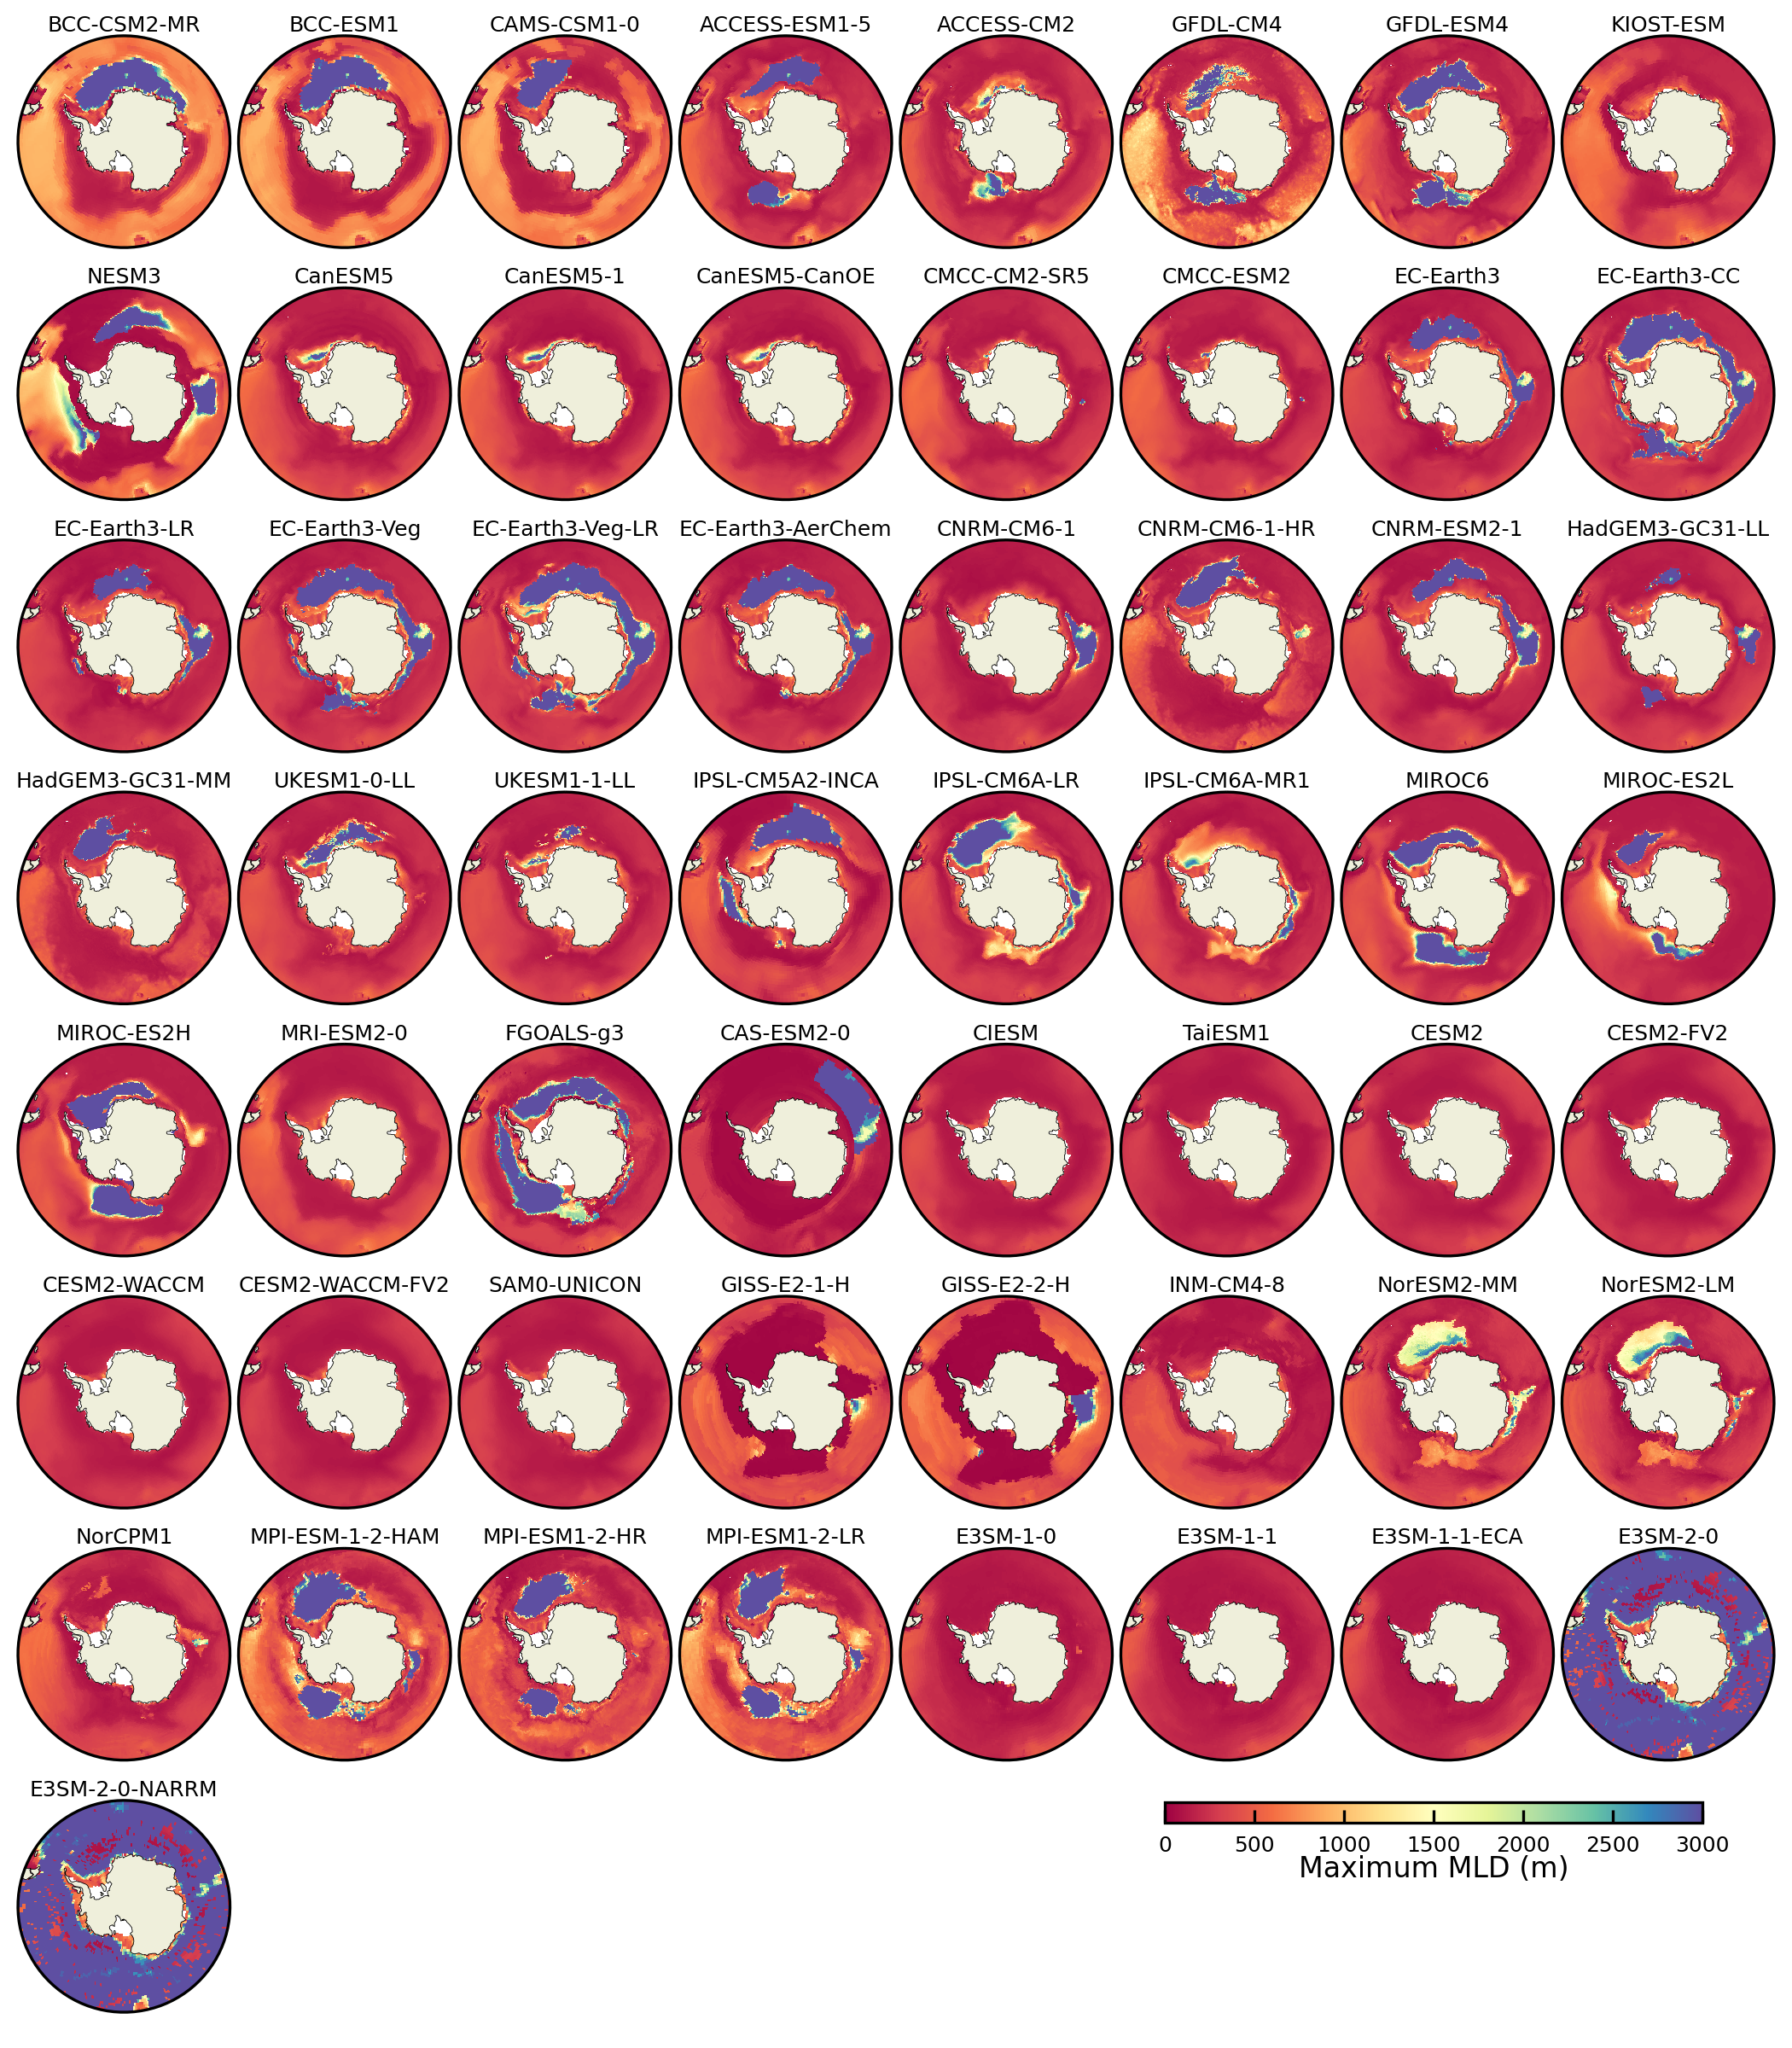 BCC-CSM2-MR BCC-ESM1 CAMS-CSM1-0 ACCESS-ESM1-5 ACCESS-CM2 GFDL-CM4 GFDL-ESM4 KIOST-ESM
NESM3 CanESM5 CanESM5-1 CanESM5-CanOE CMCC-CM2-SR5 CMCC-ESM2 EC-Earth3 EC-Earth3-CC
EC-Earth3-LR EC-Earth3-Veg EC-Earth3-Veg-LR EC-Earth3-AerChem CNRM-CM6-1 CNRM-CM6-1-HR CNRM-ESM2-1 HadGEM3-GC31-LL
HadGEM3-GC31-MM UKESM1-0-LL UKESM1-1-LL IPSL-CM5A2-INCA IPSL-CM6A-LR IPSL-CM6A-MR1 MIROC6 MIROC-ES2L
MIROC-ES2H MRI-ESM2-0 FGOALS-g3 CAS-ESM2-0 CIESM TaiESM1 CESM2 CESM2-FV2
CESM2-WACCM CESM2-WACCM-FV2 SAM0-UNICON GISS-E2-1-H GISS-E2-2-H INM-CM4-8 NorESM2-MM NorESM2-LM
NorCPM1 MPI-ESM-1-2-HAM MPI-ESM1-2-HR MPI-ESM1-2-LR E3SM-1-0 E3SM-1-1 E3SM-1-1-ECA E3SM-2-0
E3SM-2-0-NARRM
0 500 1000 1500 2000 2500 3000
Maximum MLD (m)